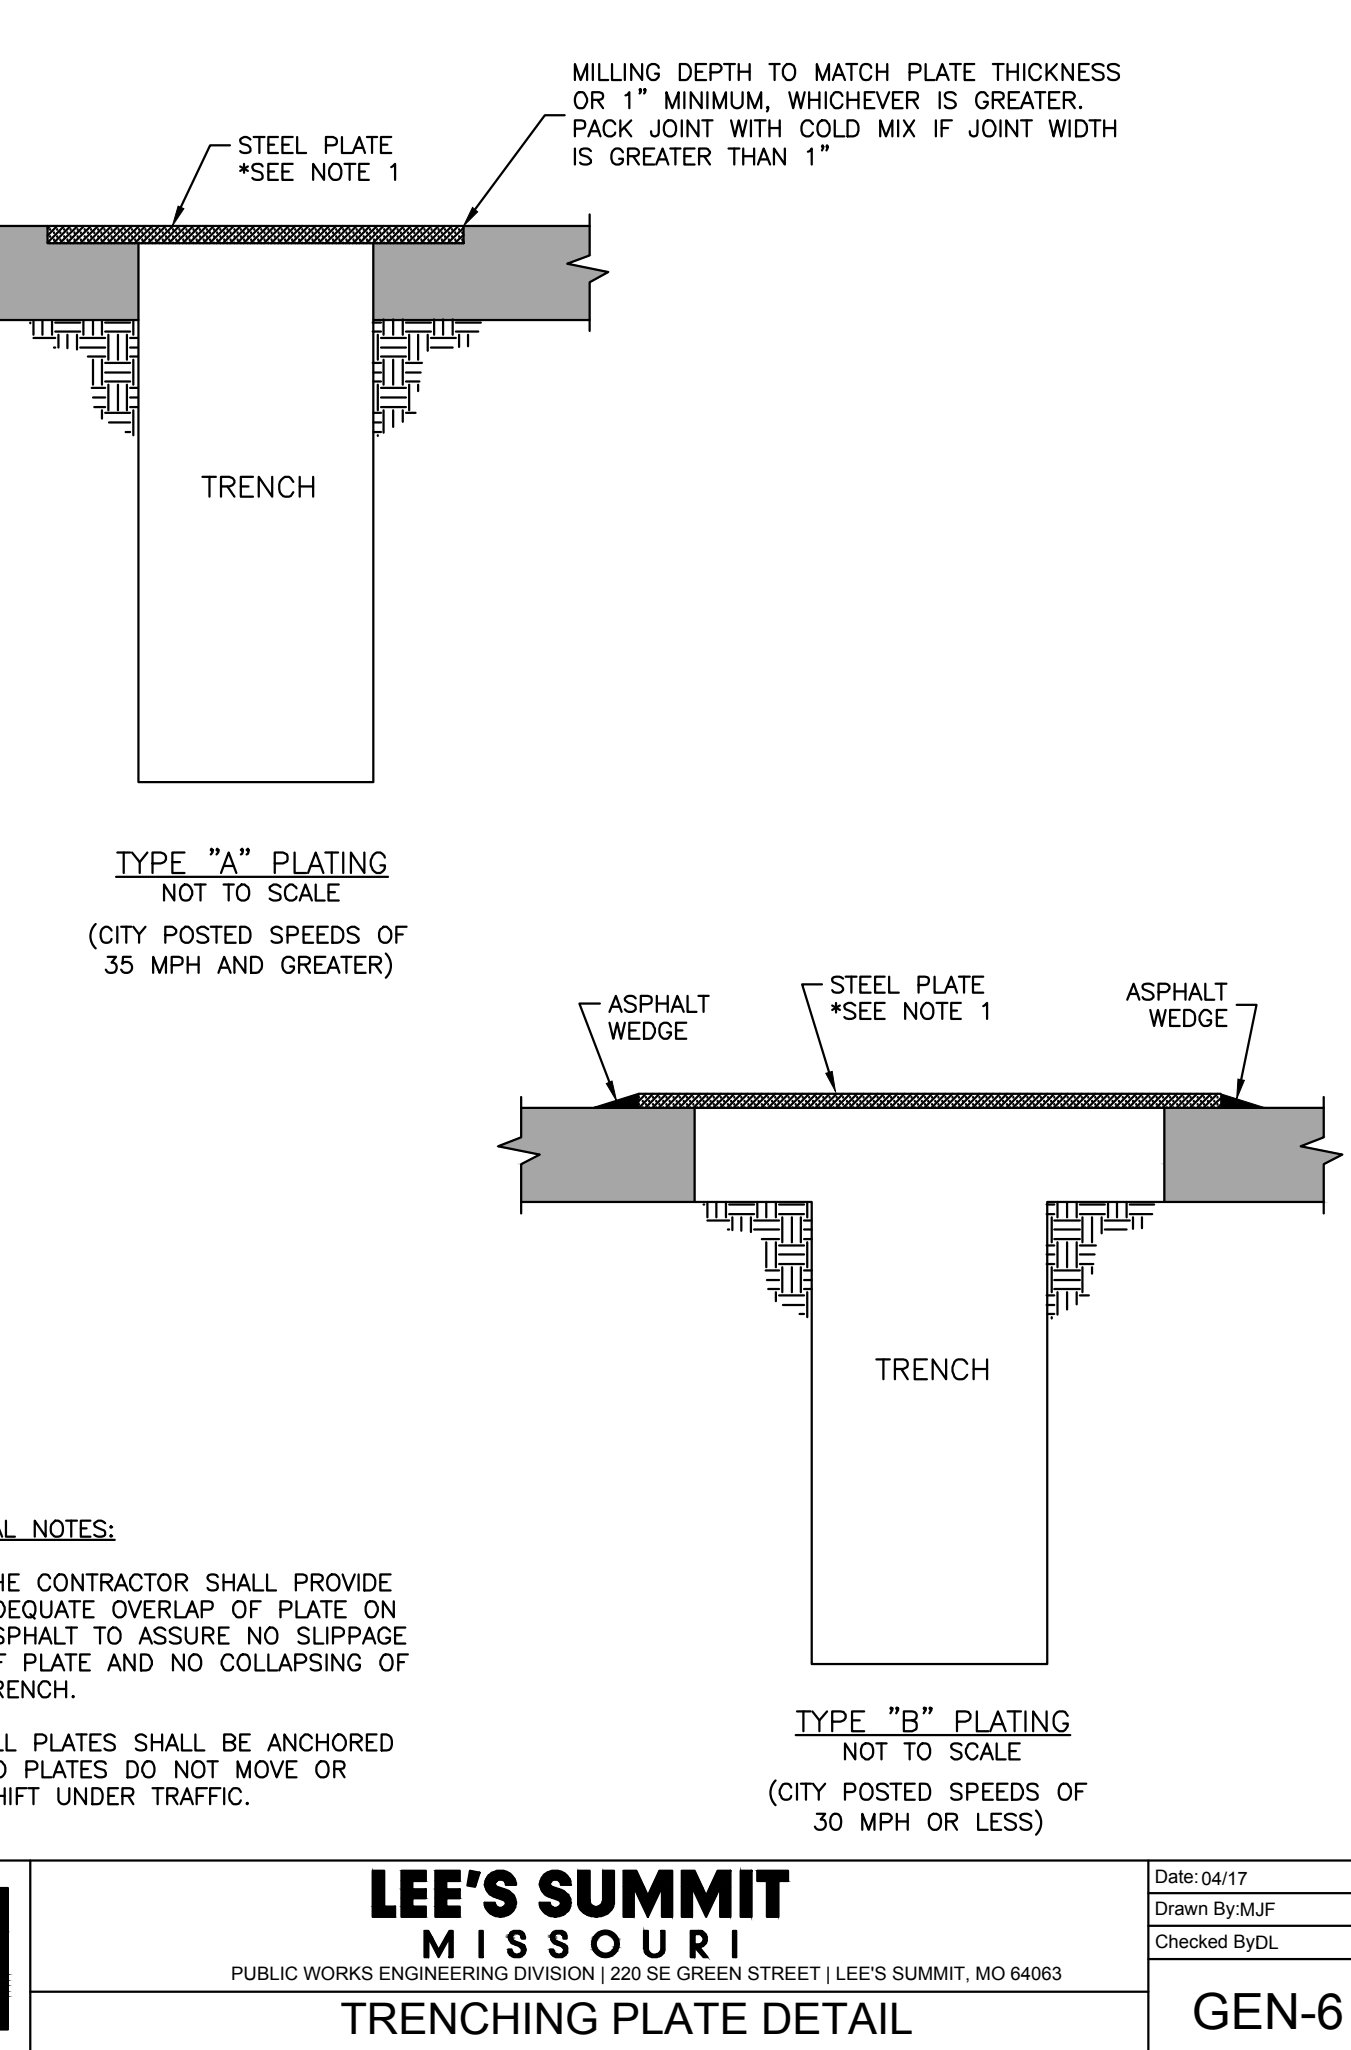 MILLING DEPTH TO MATCH PLATE THICKNESS
OR 1" MINIMUM, WHICHEVER IS GREATER.
PACK JOINT WITH COLD MIX IF JOINT WIDTH
IS GREATER THAN 1"
STEEL PLATE
*SEE NOTE 1
TRENCH
TYPE "A" PLATING
NOT TO SCALE
(CITY POSTED SPEEDS OF
35 MPH AND GREATER)
ASPHALT
WEDGE
STEEL PLATE
*SEE NOTE 1
ASPHALT
WEDGE
TRENCH
TYPE "B" PLATING
NOT TO SCALE
(CITY POSTED SPEEDS OF
30 MPH OR LESS)
AL NOTES:
HE CONTRACTOR SHALL PROVIDE
DEQUATE OVERLAP OF PLATE ON
SPHALT TO ASSURE NO SLIPPAGE
F PLATE AND NO COLLAPSING OF
RENCH.
LL PLATES SHALL BE ANCHORED
O PLATES DO NOT MOVE OR
HIFT UNDER TRAFFIC.
LEE'S SUMMIT
MISSOURI
PUBLIC WORKS ENGINEERING DIVISION | 220 SE GREEN STREET | LEE'S SUMMIT, MO 64063
TRENCHING PLATE DETAIL
Date: 04/17
Drawn By:MJF
Checked ByDL
GEN-6